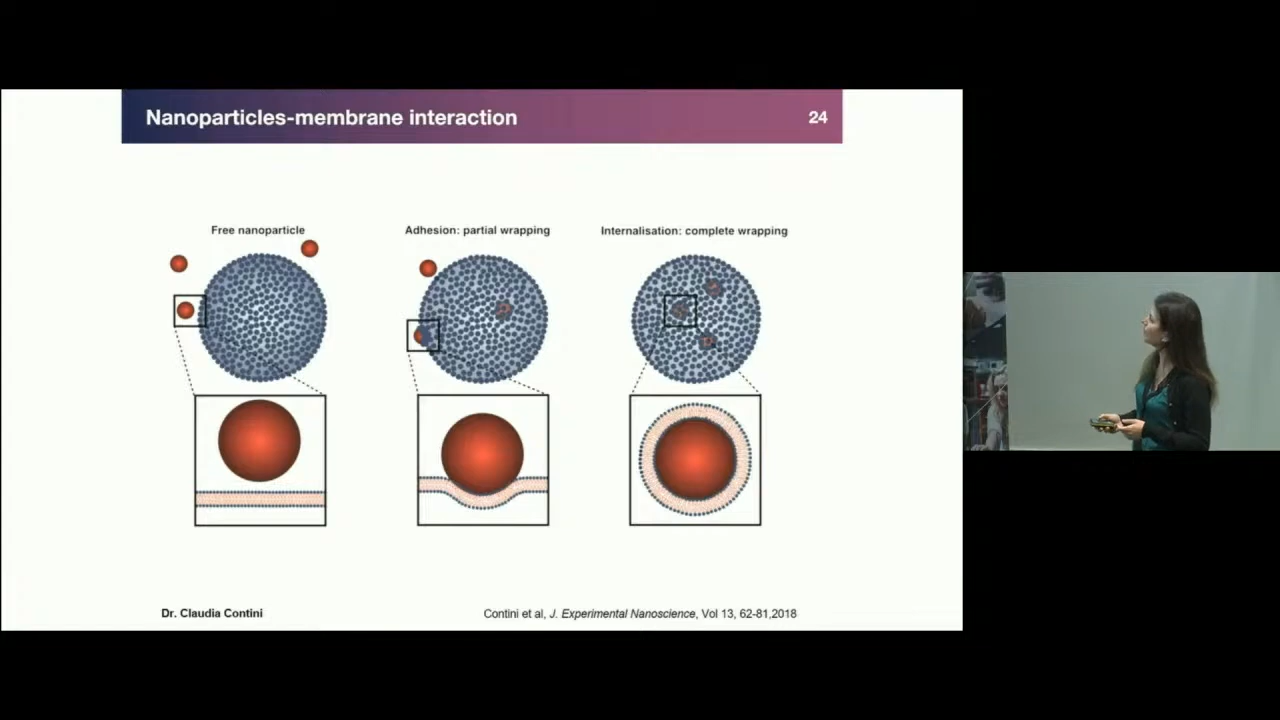 Nanoparticles-membrane interaction
24
Free nanoparticle
Adhesion: partial wrapping
Internalisation: complete wrapping
Dr. Claudia Contini
Contini et al, J. Experimental Nanoscience, Vol 13, 62-81,2018